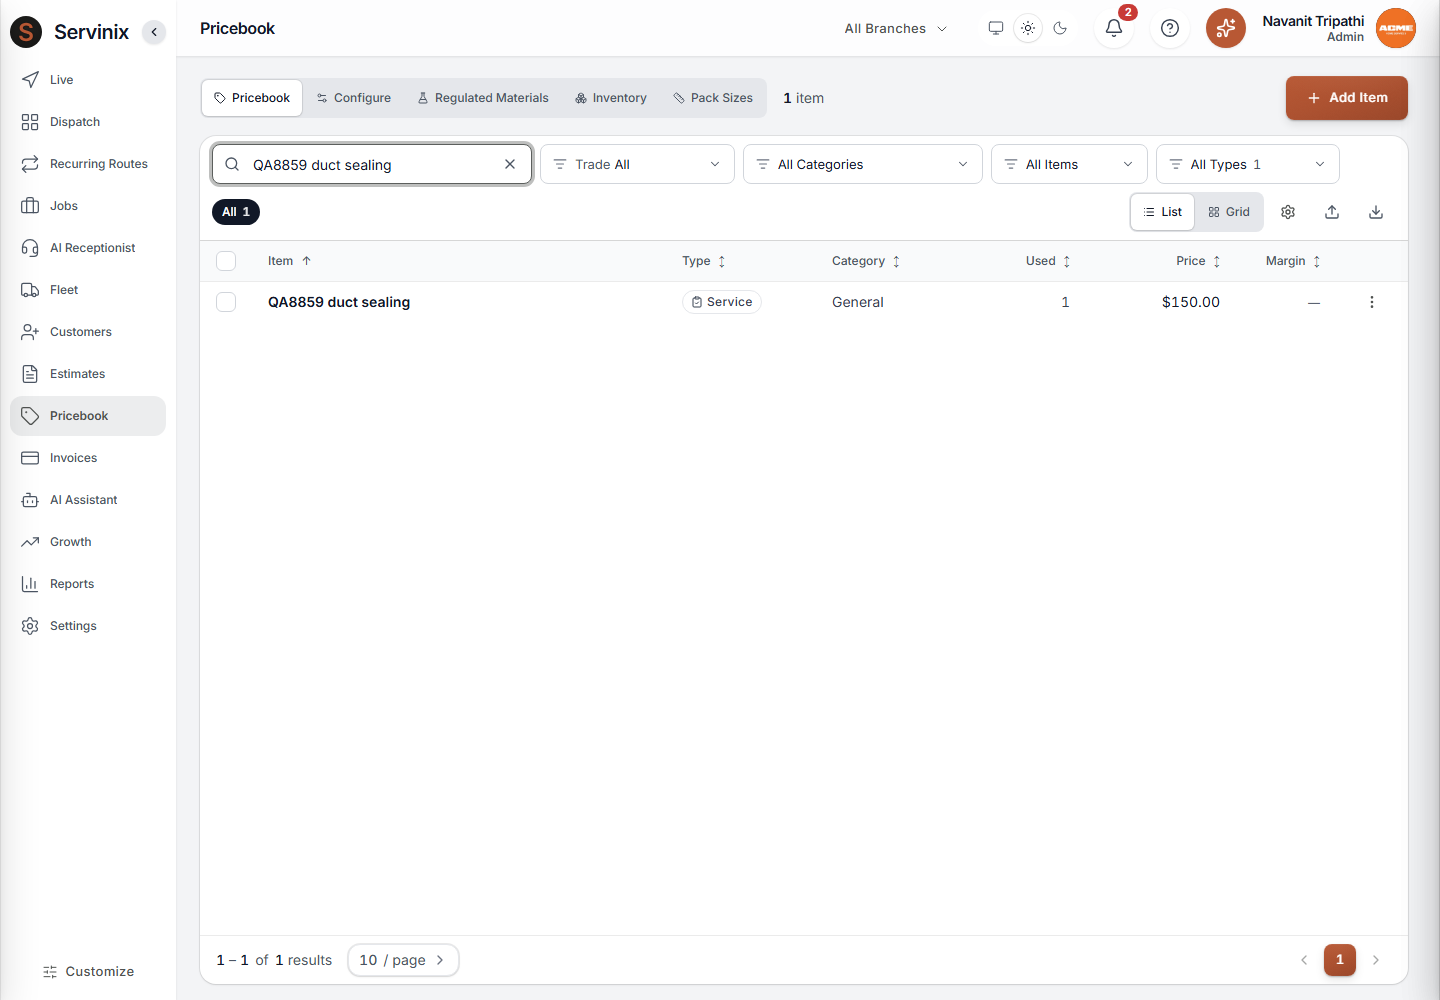 S Servinix
Live
Dispatch
Recurring Routes
Jobs
AI Receptionist
Fleet
Customers
Estimates
Pricebook
Invoices
AI Assistant
Growth
Reports
Settings
Customize
Pricebook
All Branches
2
Navanit Tripathi
Admin
ACME
Pricebook Configure Regulated Materials Inventory Pack Sizes 1 item
+ Add Item
QA8859 duct sealing Trade All All Categories All Items All Types 1
All 1 List Grid
Item Type Category Used Price Margin
QA8859 duct sealing Service General 1 $150.00 —
1 – 1 of 1 results 10 / page 1